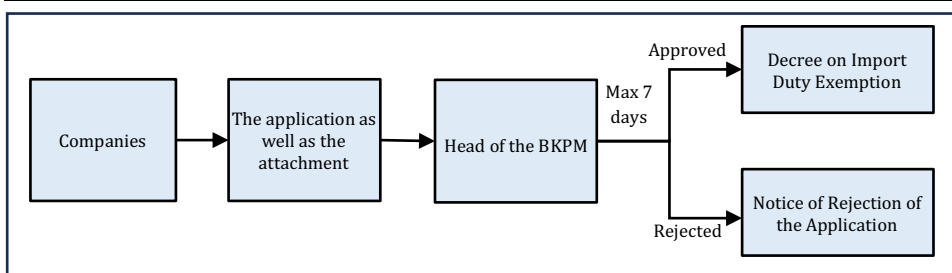 Companies
The application as
well as the
attachment
Head of the BKPM
Max 7
days
Approved
Decree on Import
Duty Exemption
Rejected
Notice of Rejection of
the Application